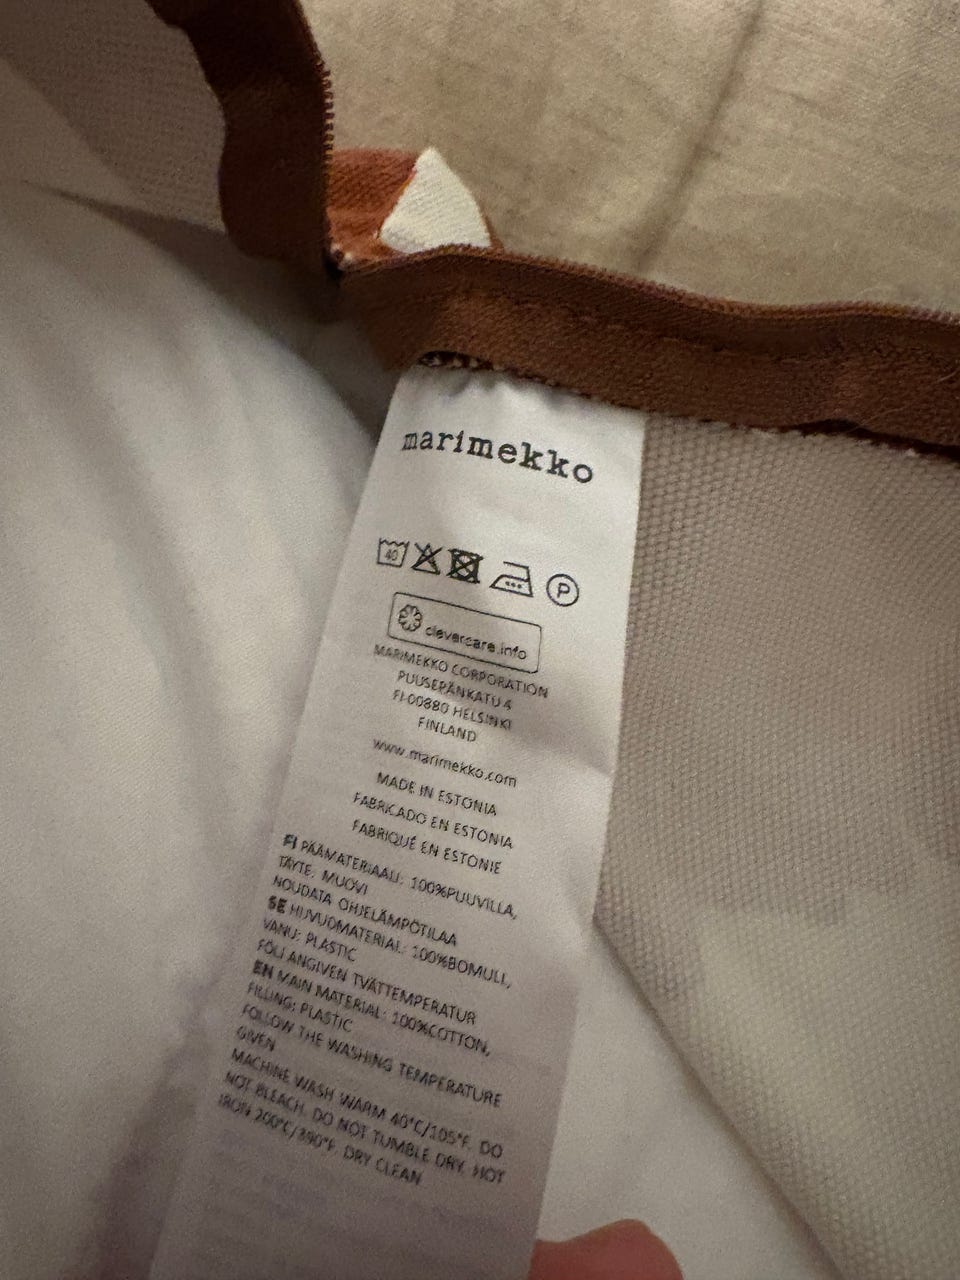 marimekko
40
P
clevercare.info
MARIMEKKO CORPORATION
PUUSEPÄNKATU 4
FI-00880 HELSINKI
FINLAND
www.marimekko.com
MADE IN ESTONIA
FABRICADO EN ESTONIA
FABRIQUÉ EN ESTONIE
FI PÄÄMATERIAALI: 100%PUUVILLA,
TÄYTE: MUOVI
NOUDATA OHJELÄMPÖTILAA
SE HUVUDMATERIAL: 100%BOMULL,
VANU: PLASTIC
FÖLJ ANGIVEN TVÄTTEMPERATUR
EN MAIN MATERIAL: 100%COTTON,
FILLING: PLASTIC
FOLLOW THE WASHING TEMPERATURE
GIVEN
MACHINE WASH WARM 40°C/105°F. DO
NOT BLEACH. DO NOT TUMBLE DRY. HOT
IRON 200°C/390°F. DRY CLEAN